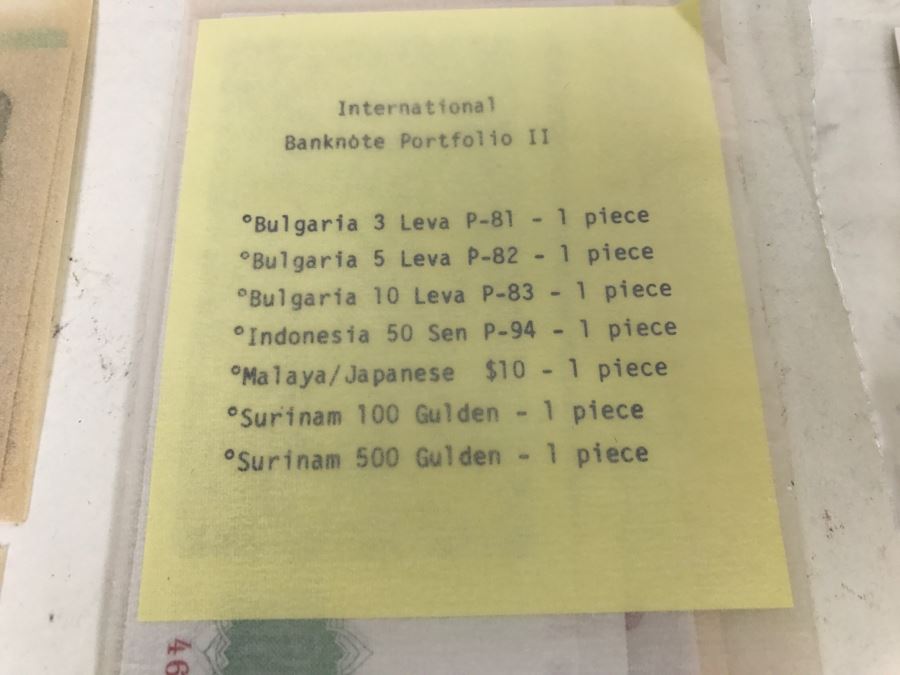 International
Banknote Portfolio II
°Bulgaria 3 Leva P-81 - 1 piece
°Bulgaria 5 Leva P-82 - 1 piece
°Bulgaria 10 Leva P-83 - 1 piece
°Indonesia 50 Sen P-94 - 1 piece
°Malaya/Japanese $10 - 1 piece
°Surinam 100 Gulden - 1 piece
°Surinam 500 Gulden - 1 piece
46